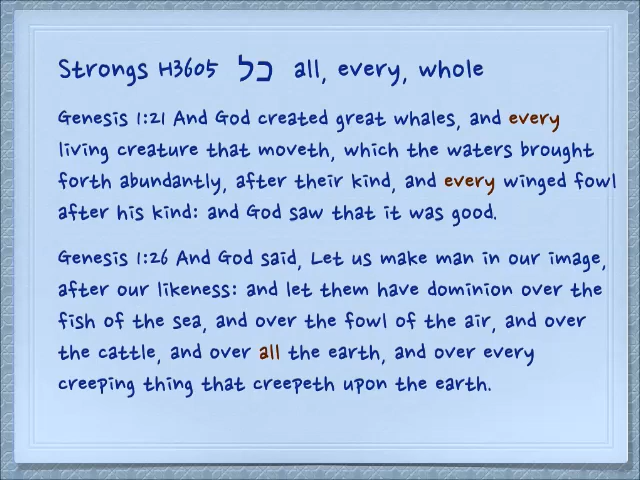 Strongs H3605 כל all, every, whole
Genesis 1:21 And God created great whales, and every
living creature that moveth, which the waters brought
forth abundantly, after their kind, and every winged fowl
after his kind: and God saw that it was good.
Genesis 1:26 And God said, Let us make man in our image,
after our likeness: and let them have dominion over the
fish of the sea, and over the fowl of the air, and over
the cattle, and over all the earth, and over every
creeping thing that creepeth upon the earth.